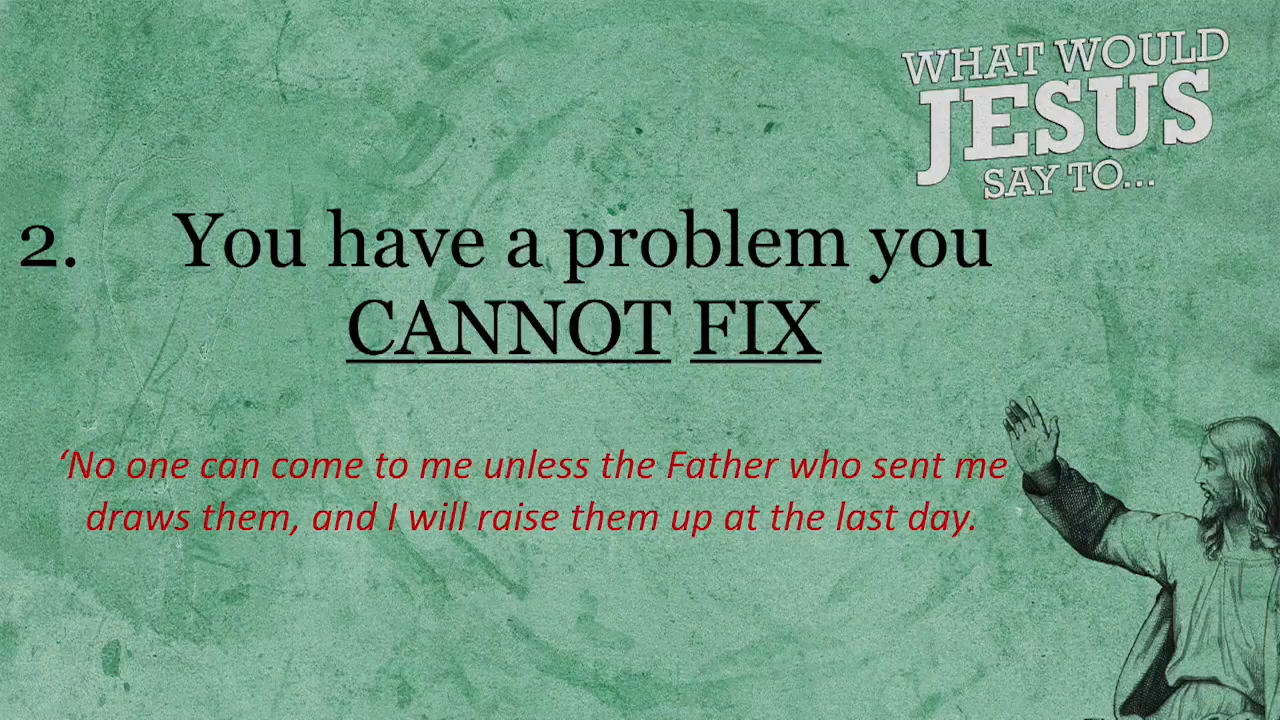 WHAT WOULD
JESUS
SAY TO...
2. You have a problem you
CANNOT FIX
‘No one can come to me unless the Father who sent me
draws them, and I will raise them up at the last day.